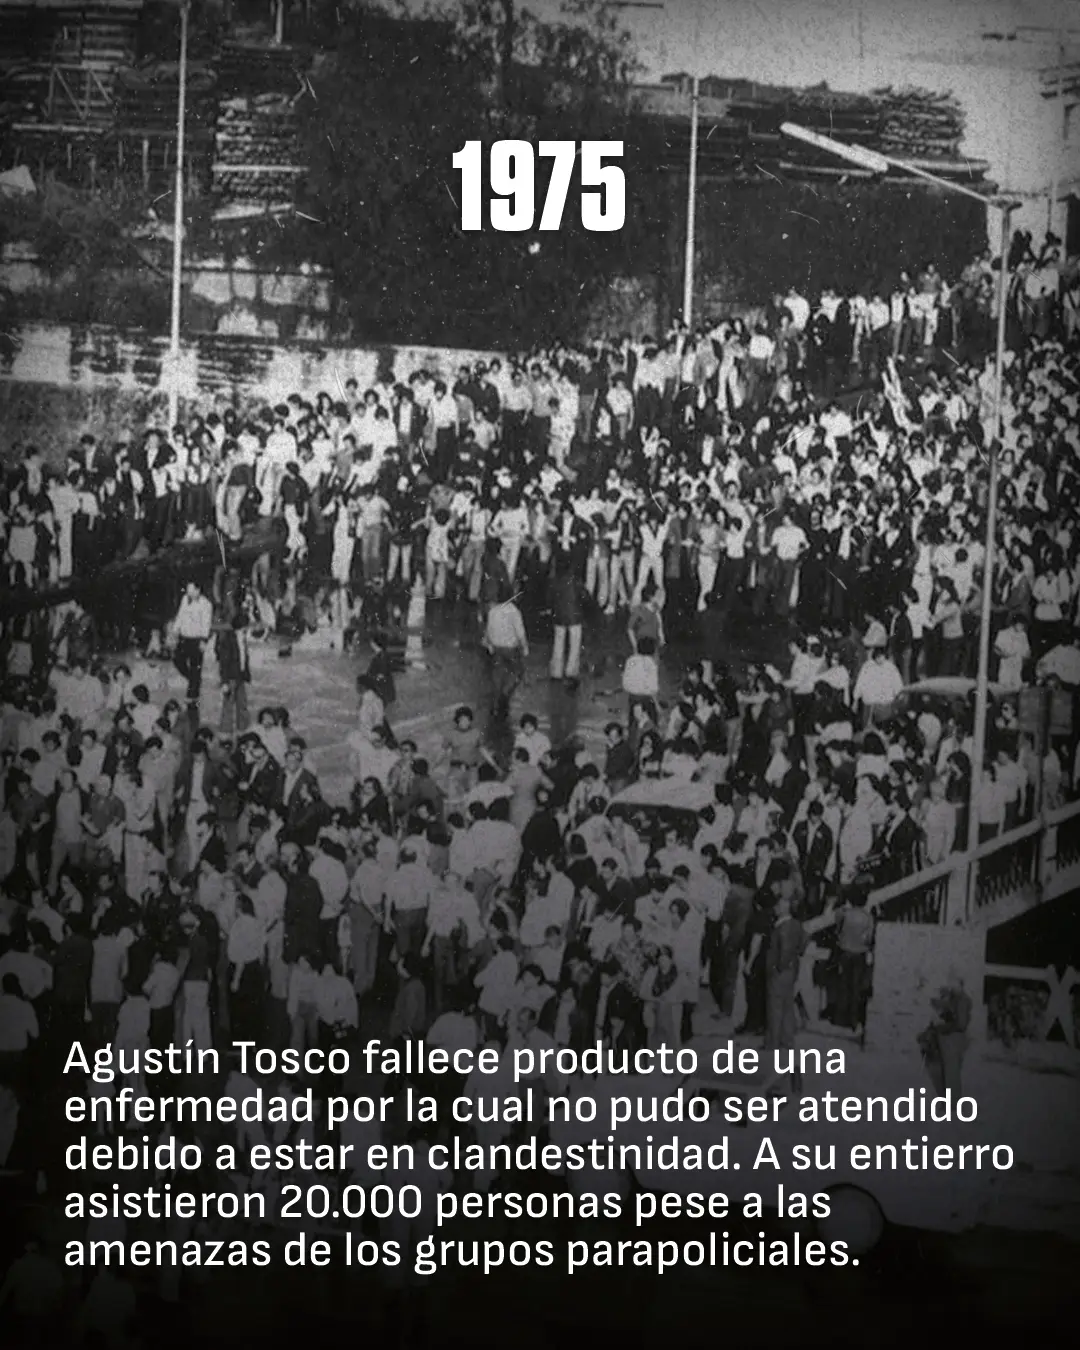 1975
Agustín Tosco fallece producto de una
enfermedad por la cual no pudo ser atendido
debido a estar en clandestinidad. A su entierro
asistieron 20.000 personas pese a las
amenazas de los grupos parapoliciales.